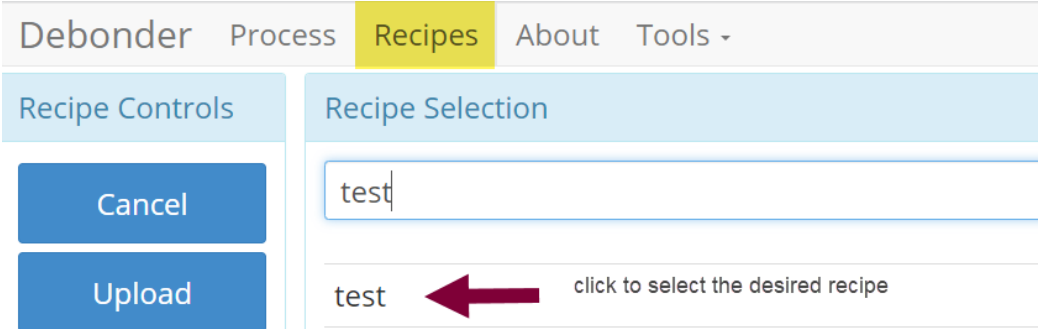 Debonder Process Recipes About Tools
Recipe Controls
Recipe Selection
Cancel
Upload
test
test
click to select the desired recipe